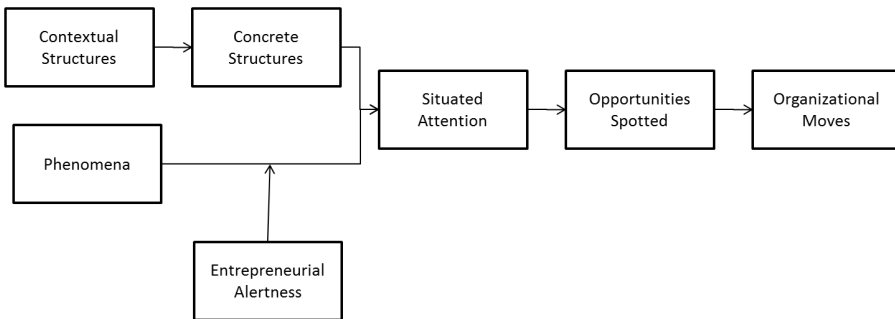 Contextual
Structures
Concrete
Structures
Situated
Attention
Opportunities
Spotted
Organizational
Moves
Phenomena
Entrepreneurial
Alertness